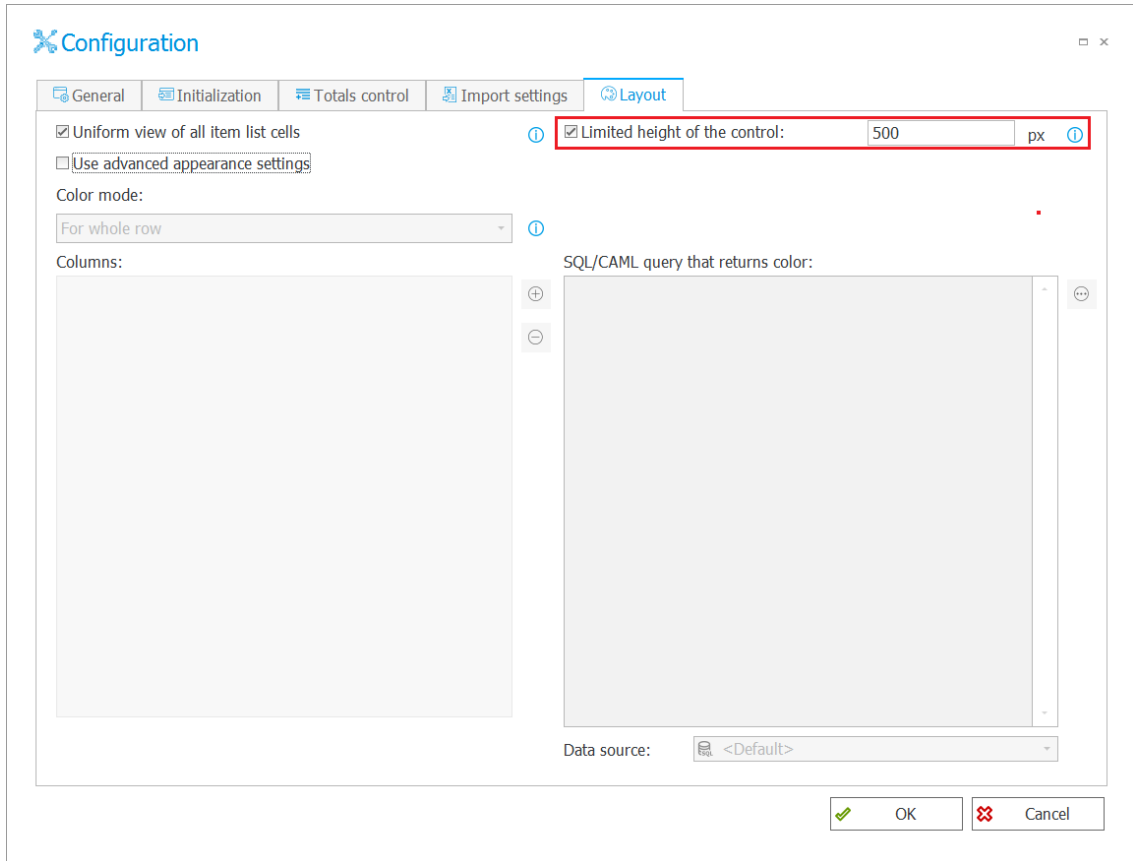 Configuration
General
Initialization
Totals control
Import settings
Layout
Uniform view of all item list cells
Limited height of the control: 500 px
Use advanced appearance settings
Color mode:
For whole row
Columns:
SQL/CAML query that returns color:
Data source: <Default>
OK
Cancel